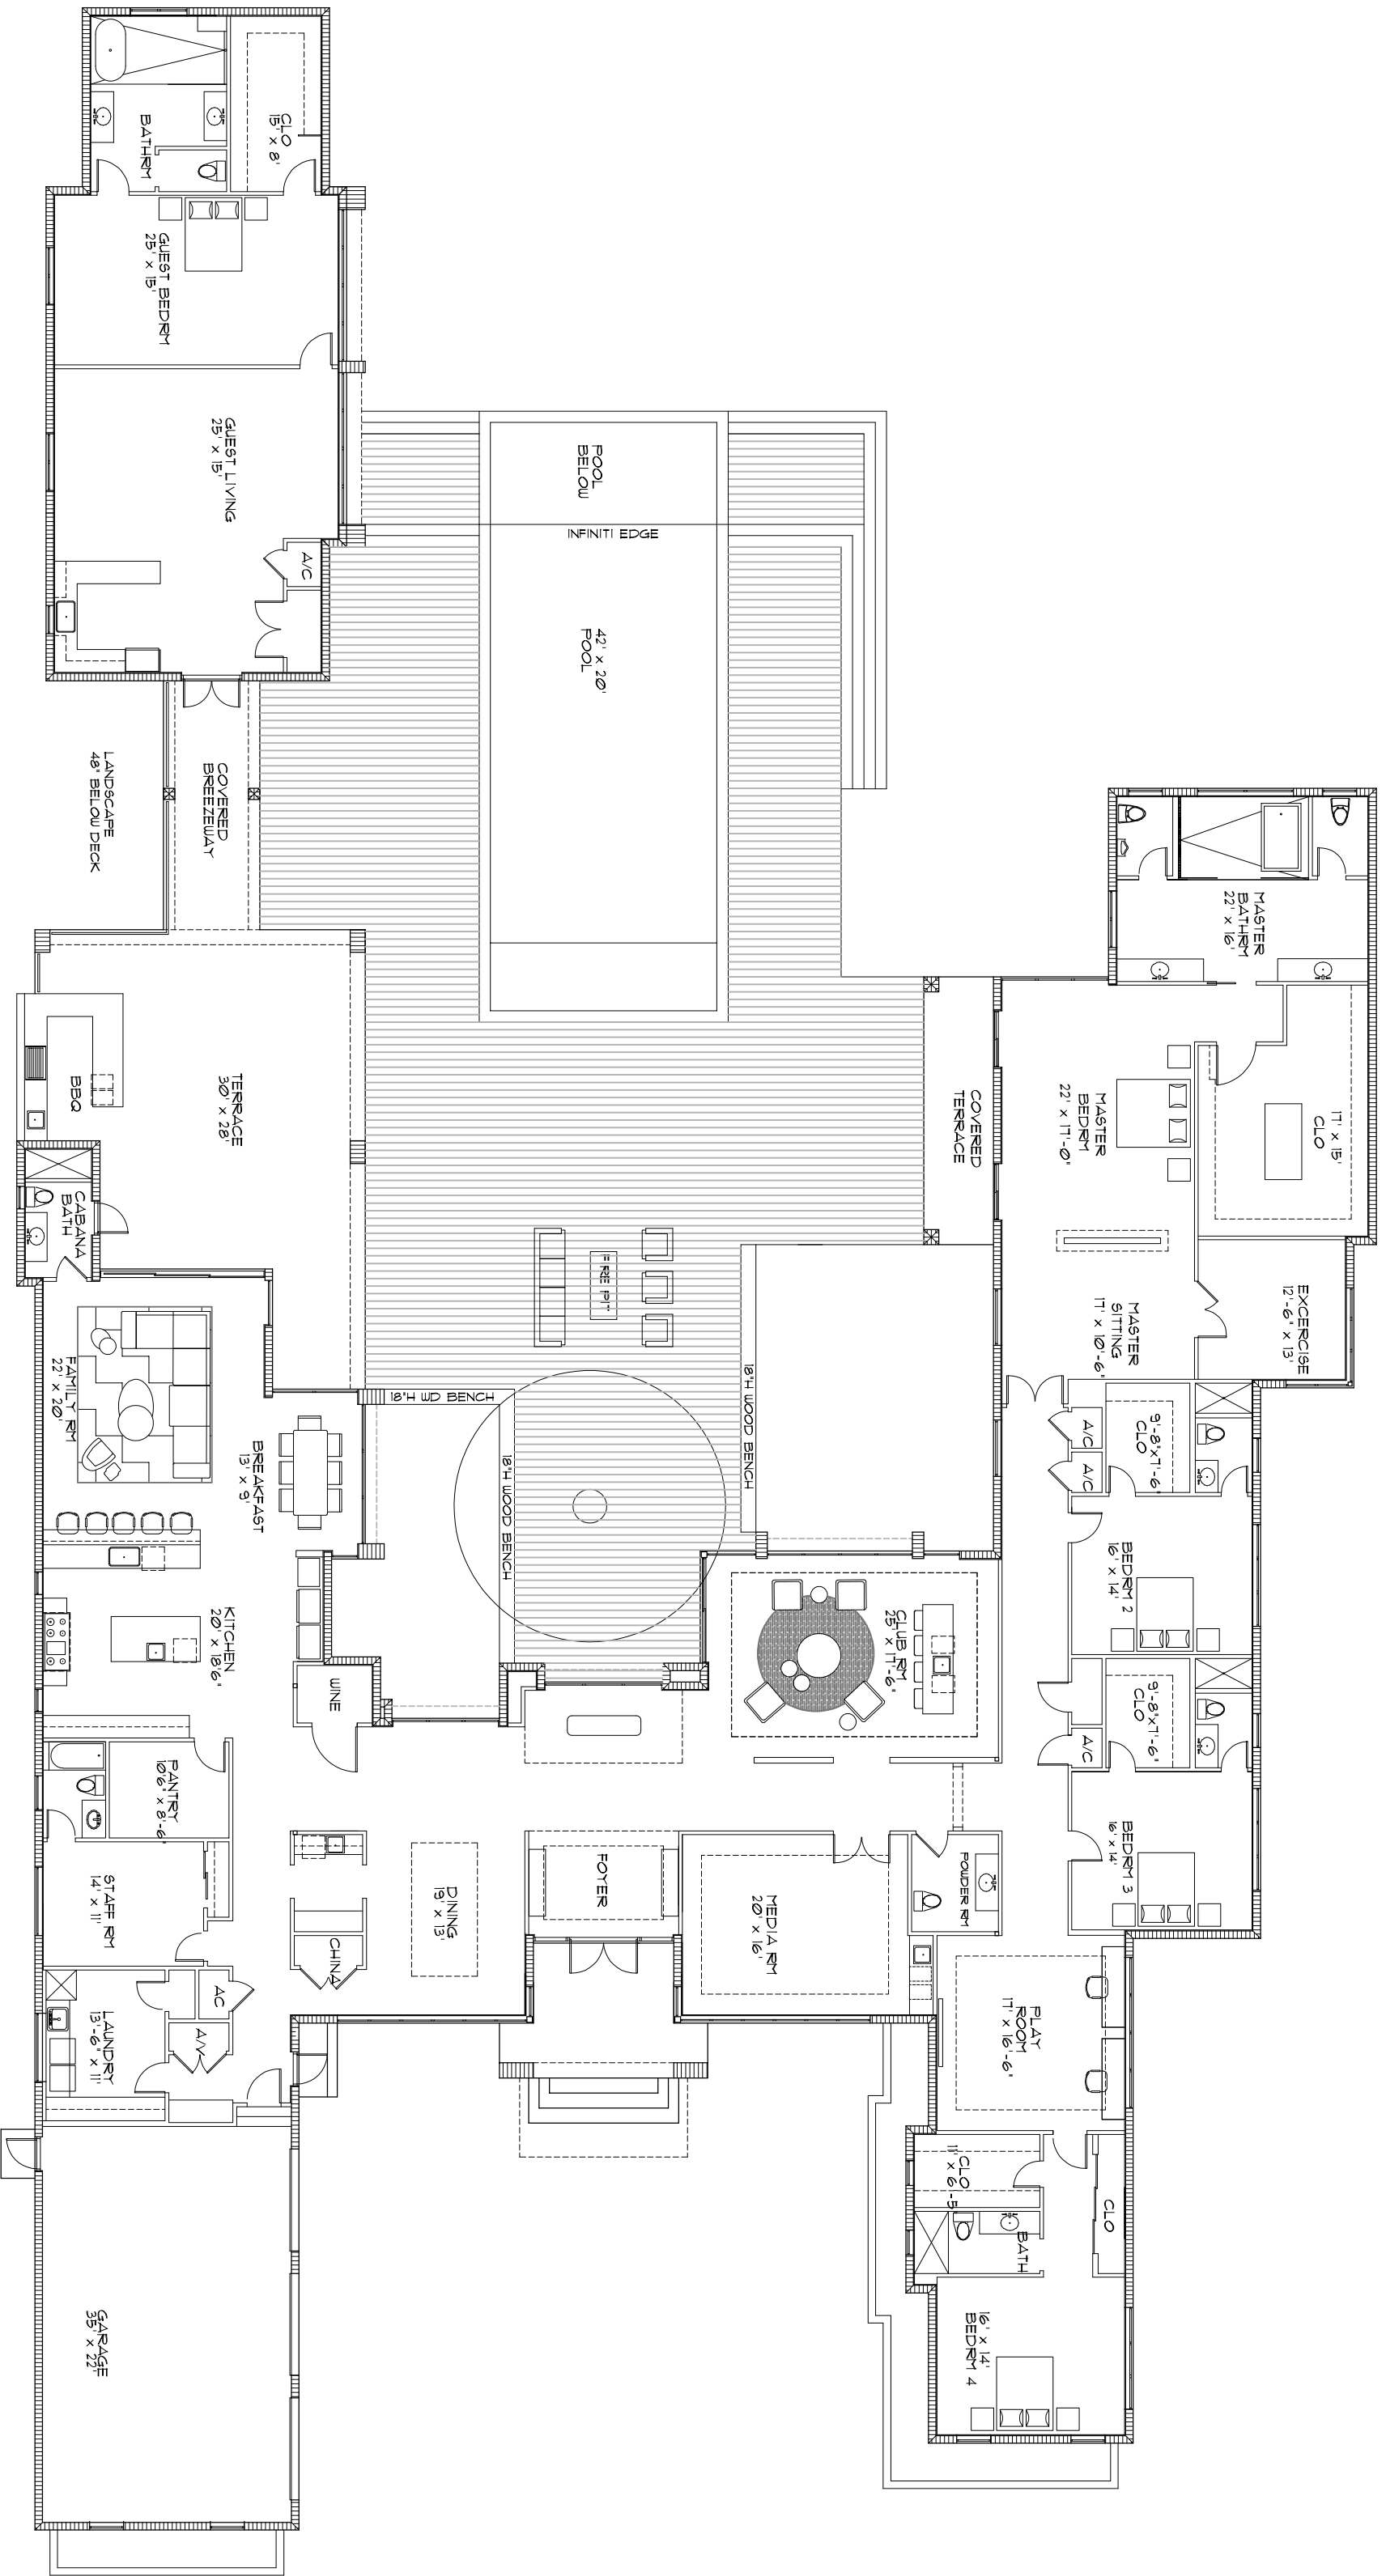 BATHRM
CLO
15' x 8'
GUEST BEDRM
25' x 15'
GUEST LIVING
25' x 15'
A/C
POOL
BELOW
INFINITI EDGE
42' x 20'
POOL
LANDSCAPE
48" BELOW DECK
COVERED
BREEZEWAY
MASTER
BATHRM
22' x 16'
17' x 15'
CLO
MASTER
BEDRM
22' x 17'-0"
COVERED
TERRACE
TERRACE
30' x 28'
BBQ
CABANA
BATH
FIRE PIT
EXCERCISE
12'-6" x 13'
MASTER
SITTING
17' x 10'-6"
18"H WD BENCH
18"H WOOD BENCH
18"H WOOD BENCH
FAMILY RM
22' x 20'
BREAKFAST
13' x 9'
A/C
A/C
9'-8"x7'-6
CLO
BEDRM 2
16' x 14'
KITCHEN
20' x 18'6"
WINE
CLUB RM
25' x 17'-6"
9'-8"x7'-6"
CLO
A/C
BEDRM 3
16' x 14'
PANTRY
10'6" x 8'-6"
STAFF RM
14' x 11'
DINING
19' x 13'
CHINA
FOYER
MEDIA RM
20' x 16'
POWDER RM
PLAY
ROOM
17' x 16'-6"
AC
A/V
LAUNDRY
13'-6" x 11'
CLO
11' x 6'-5
CLO
BATH
16' x 14'
BEDRM 4
GARAGE
35' x 22'